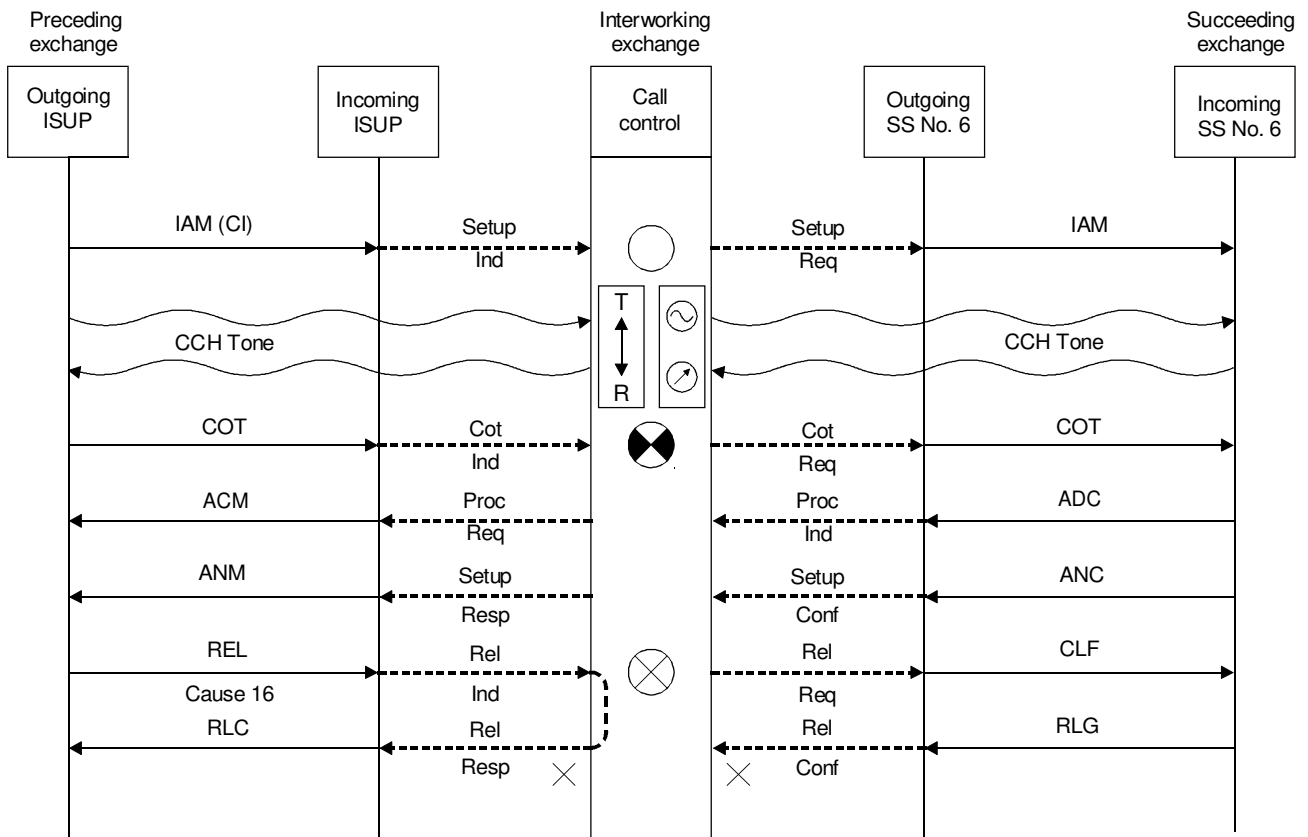 Preceding
exchange
Interworking
exchange
Succeeding
exchange
Outgoing
ISUP
Incoming
ISUP
Call
control
Outgoing
SS No. 6
Incoming
SS No. 6
IAM (CI)
Setup
Ind
Setup
Req
IAM
T
R
CCH Tone
CCH Tone
COT
Cot
Ind
Cot
Req
COT
ACM
Proc
Req
Proc
Ind
ADC
ANM
Setup
Resp
Setup
Conf
ANC
REL
Cause 16
Rel
Ind
Rel
Req
CLF
RLC
Rel
Resp
Rel
Conf
RLG